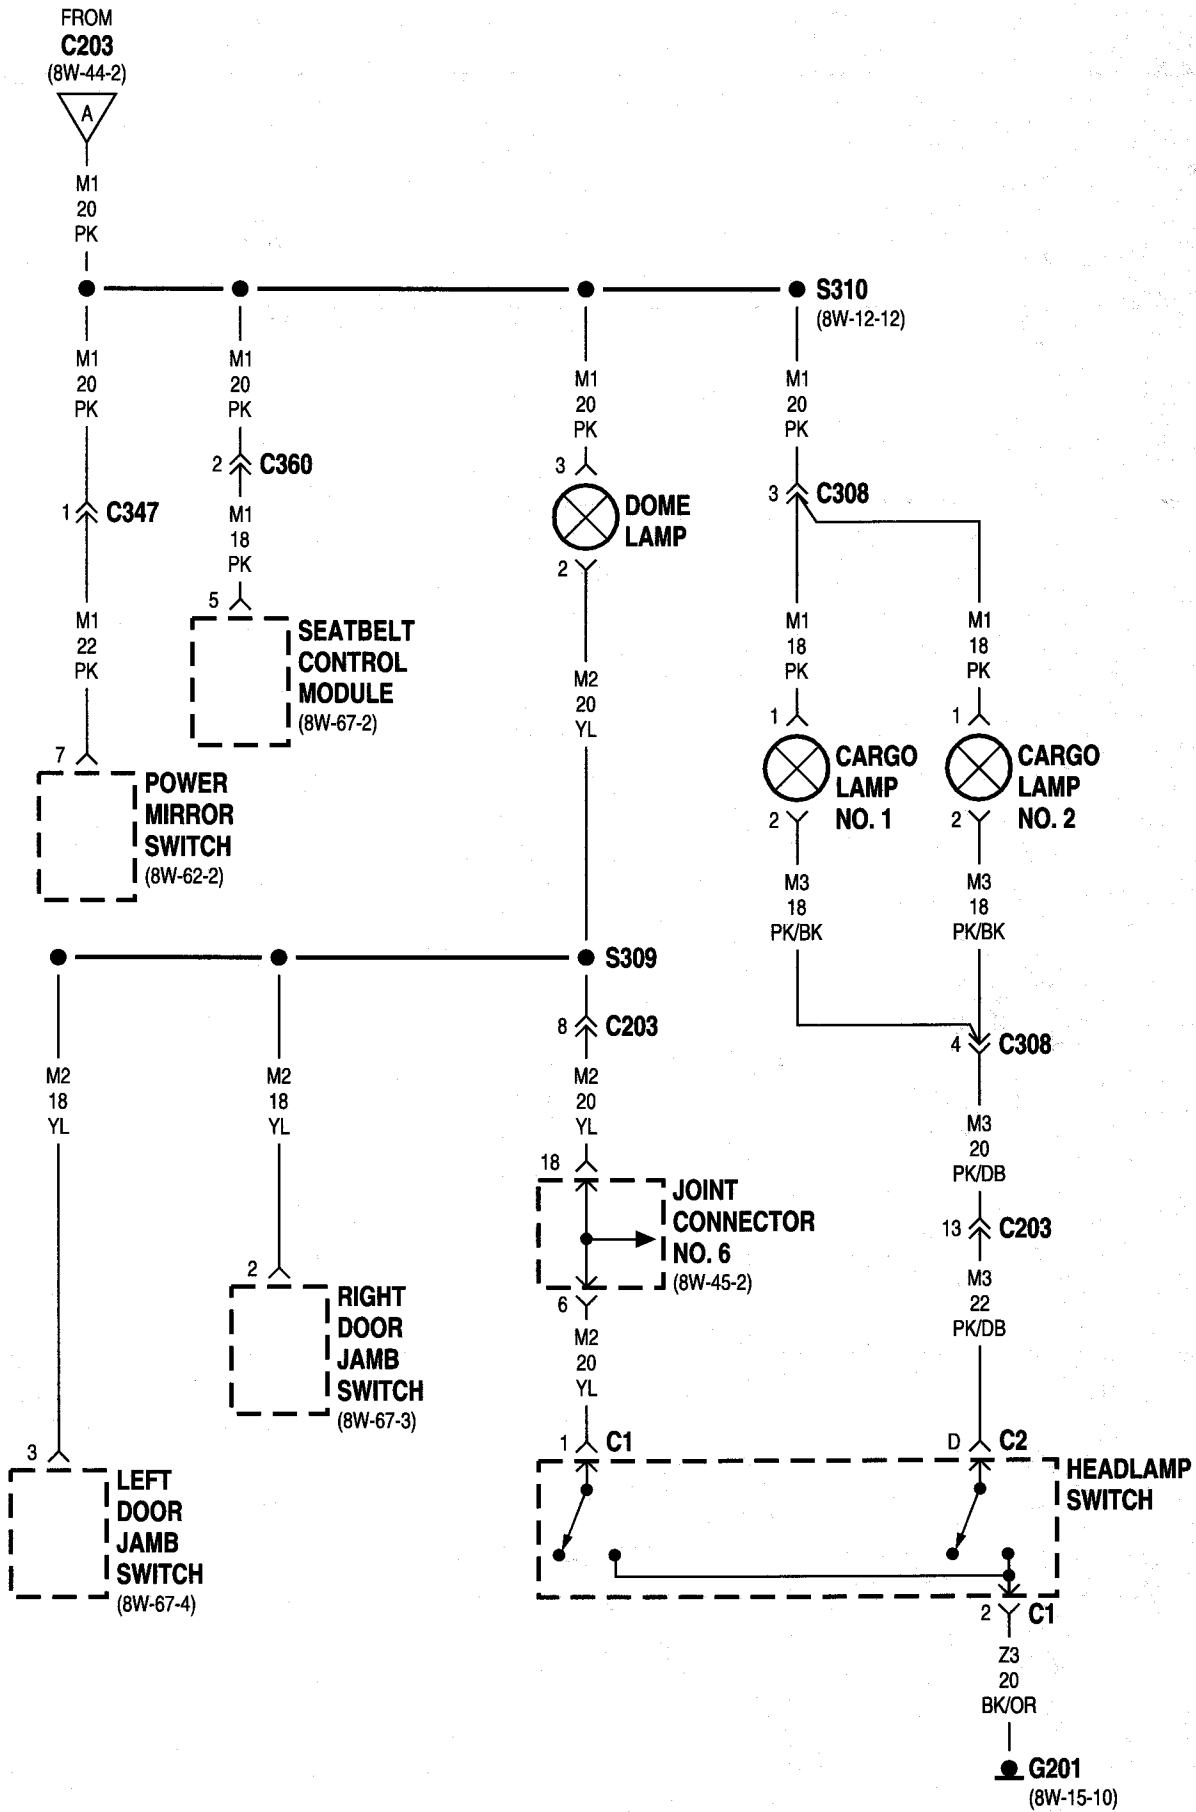 FROM
C203
(8W-44-2)
A
M1
20
PK
S310
(8W-12-12)
M1
20
PK
M1
20
PK
M1
20
PK
M1
20
PK
1
C347
2
C360
3
3
C308
DOME
LAMP
2
M1
18
PK
5
SEATBELT
CONTROL
MODULE
(8W-67-2)
M1
22
PK
7
POWER
MIRROR
SWITCH
(8W-62-2)
M2
20
YL
M1
18
PK
M1
18
PK
1
CARGO
LAMP
NO. 1
2
1
CARGO
LAMP
NO. 2
2
M3
18
PK/BK
M3
18
PK/BK
S309
8
C203
4
C308
M2
18
YL
M2
18
YL
M2
20
YL
M3
20
PK/DB
18
JOINT
CONNECTOR
NO. 6
(8W-45-2)
6
13
C203
M3
22
PK/DB
2
RIGHT
DOOR
JAMB
SWITCH
(8W-67-3)
M2
20
YL
3
LEFT
DOOR
JAMB
SWITCH
(8W-67-4)
1
C1
D
C2
HEADLAMP
SWITCH
2
C1
Z3
20
BK/OR
G201
(8W-15-10)